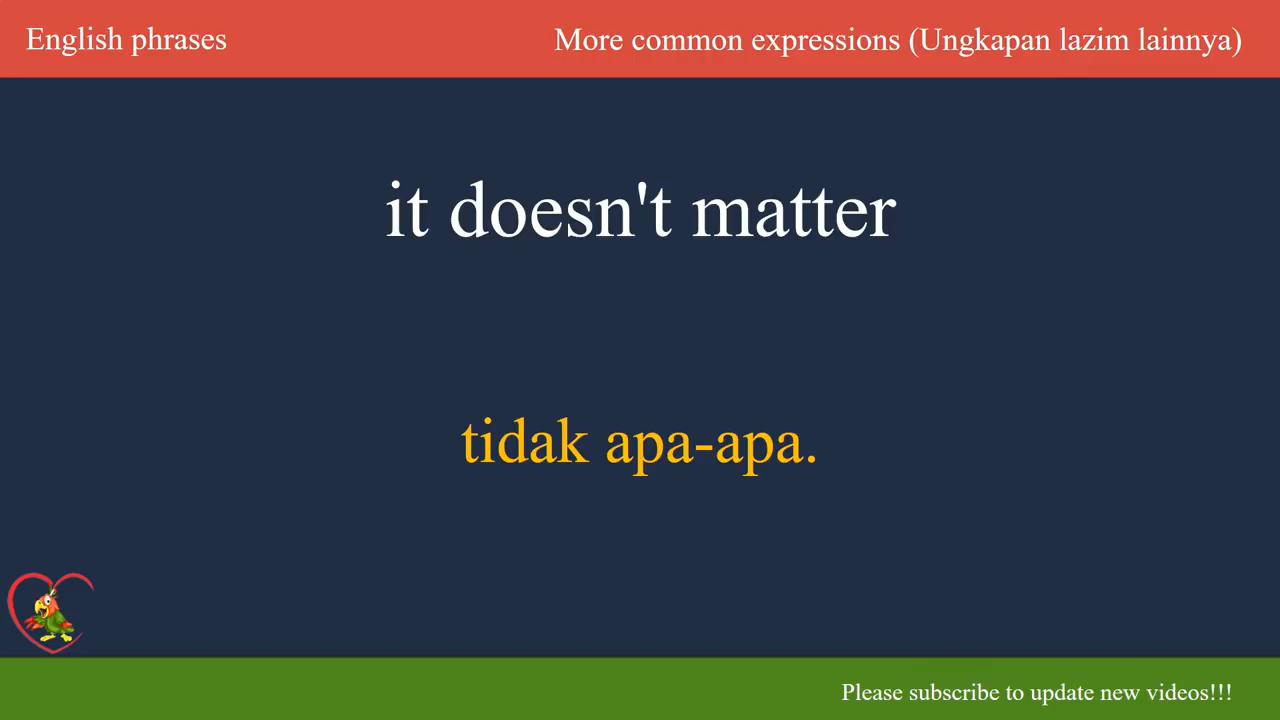 English phrases
More common expressions (Ungkapan lazim lainnya)
it doesn't matter
tidak apa-apa.
Please subscribe to update new videos!!!